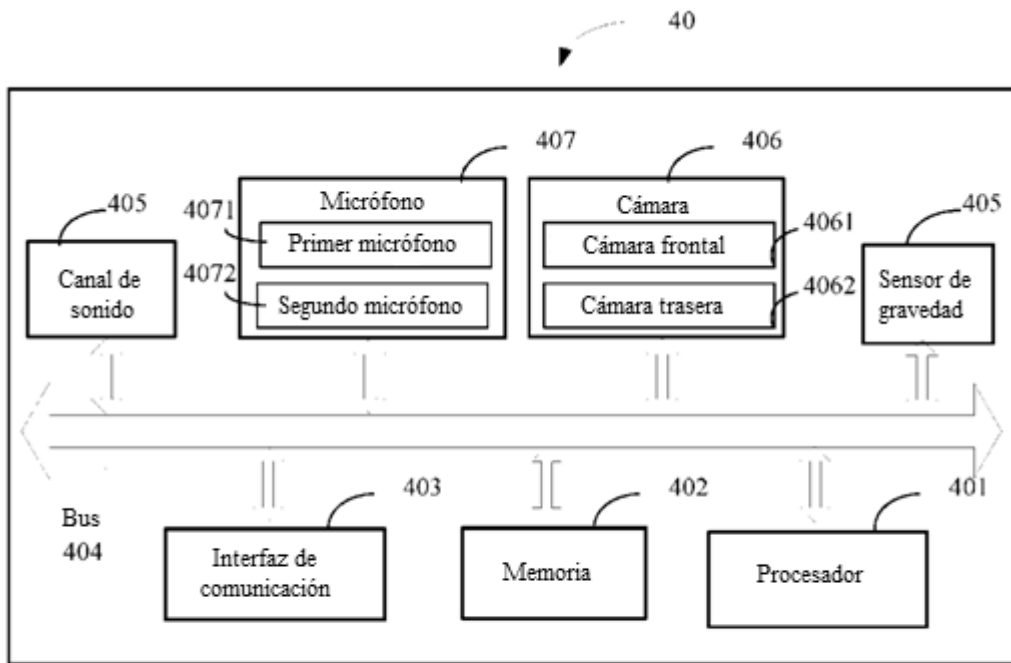 40
407
406
405
Micrófono
Cámara
405
4071
Primer micrófono
Cámara frontal
4061
Canal de
sonido
4072
Segundo micrófono
Cámara trasera
4062
Sensor de
gravedad
403
402
401
Bus
404
Interfaz de
comunicación
Memoria
Procesador